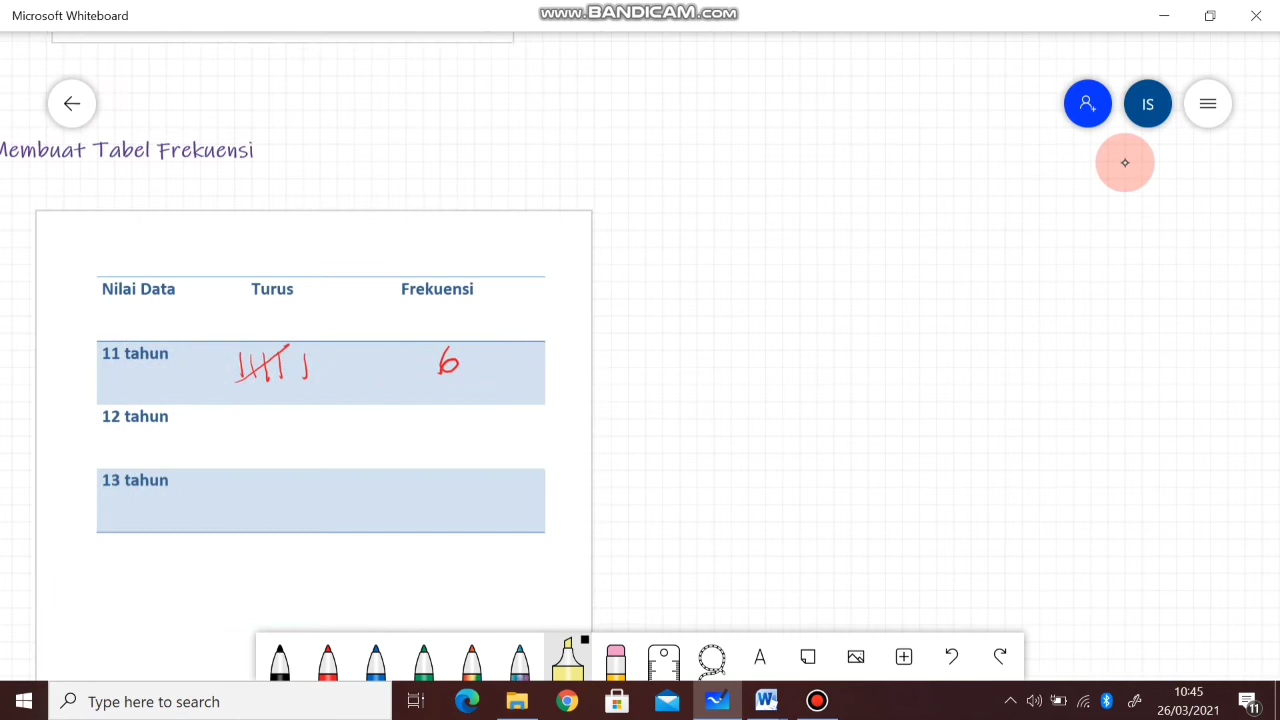 Microsoft Whiteboard
www.BANDICAM.com
IS
Membuat Tabel Frekuensi
Nilai Data Turus Frekuensi
11 tahun 6
12 tahun
13 tahun
A
Type here to search
W
10:45
26/03/2021
11